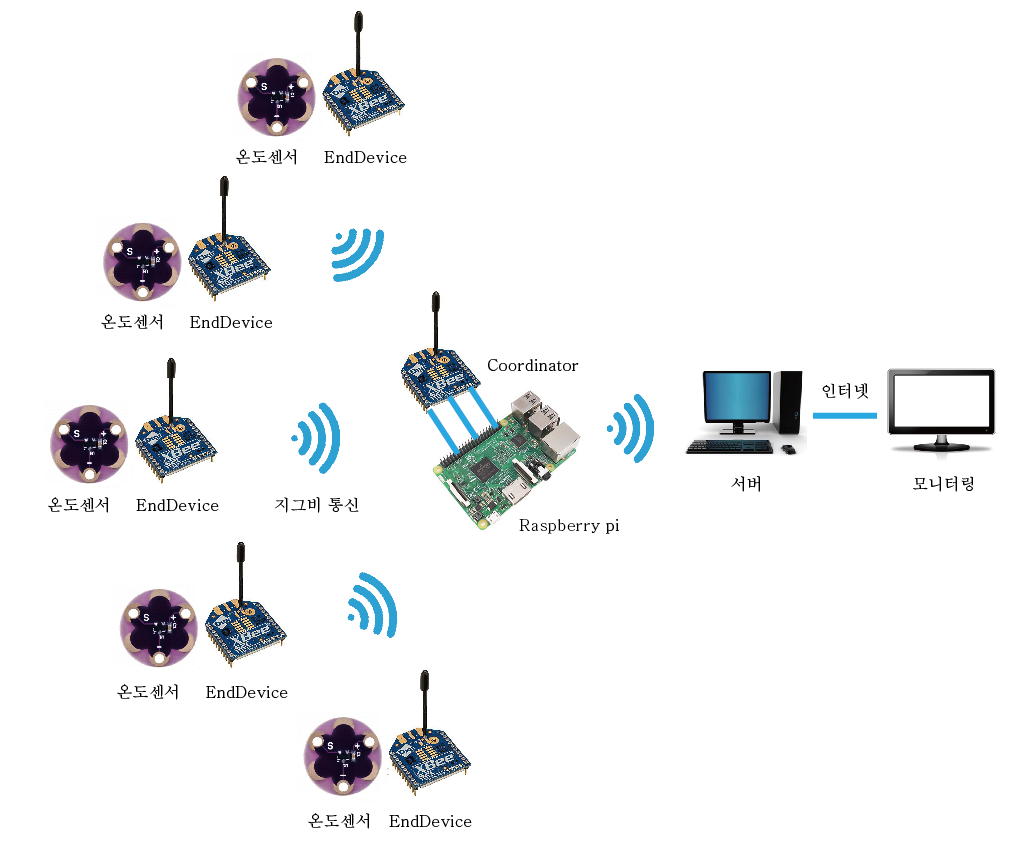 온도센서 EndDevice
온도센서 EndDevice
Coordinator
인터넷
온도센서 EndDevice
지그비 통신
서버
모니터링
Raspberry pi
온도센서 EndDevice
온도센서 EndDevice